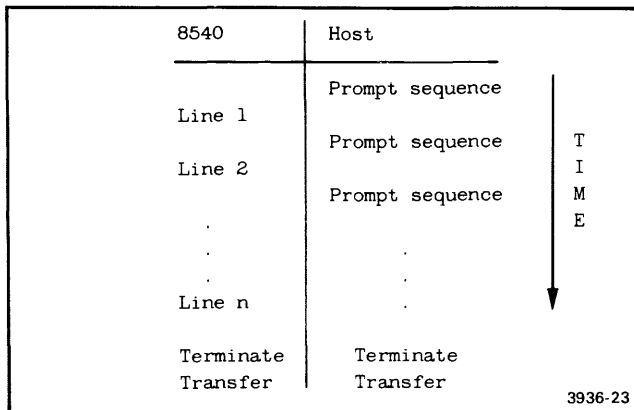 8540 Host
Prompt sequence
Line 1
Prompt sequence
Line 2
Prompt sequence
. .
. .
. .
Line n .
Terminate Terminate
Transfer Transfer
T
I
M
E
3936-23